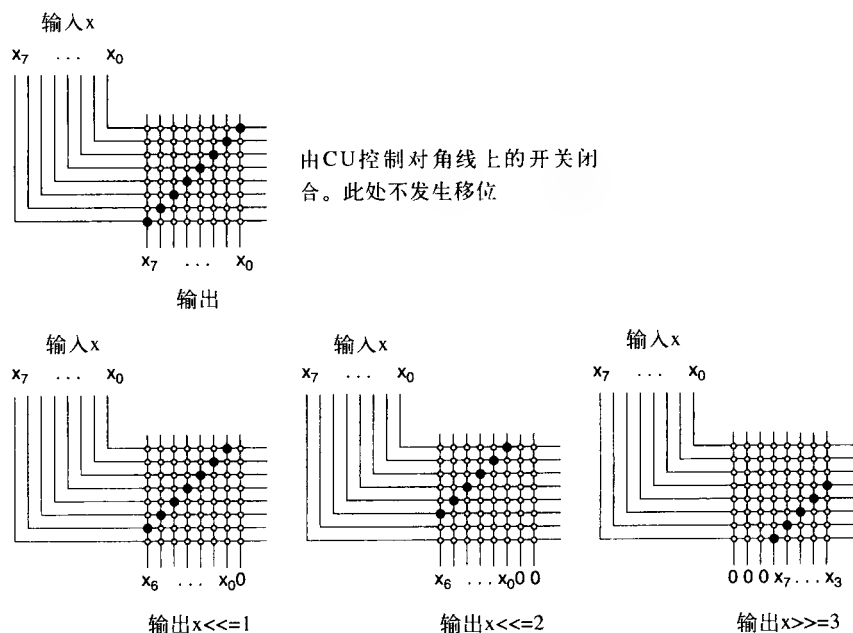 输入x
x₇ ... x₀
由CU控制对角线上的开关闭
合。此处不发生移位
x₇ ... x₀
输出
输入x
x₇ ... x₀
x₆ ... x₀0
输出x<<=1
输入x
x₇ ... x₀
x₆ ...x₀0 0
输出x<<=2
输入x
x₇ ... x₀
0 0 0 x₇...x₃
输出x>>=3